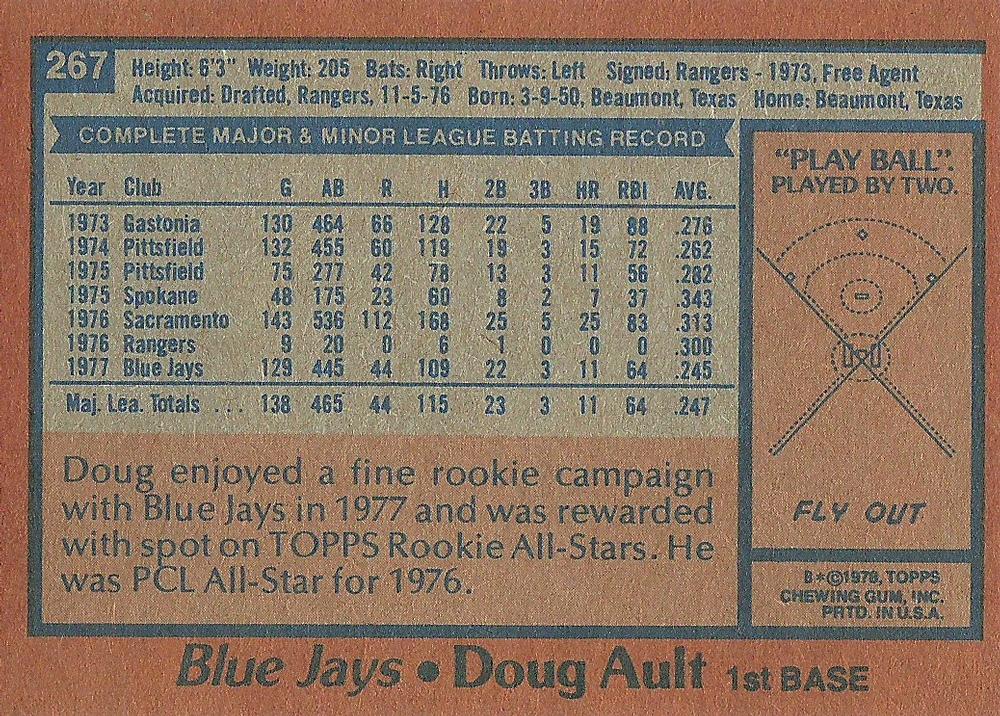 267
Height: 6'3" Weight: 205 Bats: Right Throws: Left Signed: Rangers - 1973, Free Agent
Acquired: Drafted, Rangers, 11-5-76 Born: 3-9-50, Beaumont, Texas Home: Beaumont, Texas
COMPLETE MAJOR & MINOR LEAGUE BATTING RECORD
Year Club G AB R H 2B 3B HR RBI AVG.
1973 Gastonia 130 464 66 128 22 5 19 88 .276
1974 Pittsfield 132 455 60 119 19 3 15 72 .262
1975 Pittsfield 75 277 42 78 13 3 11 56 .282
1975 Spokane 48 175 23 60 8 2 7 37 .343
1976 Sacramento 143 536 112 168 25 5 25 83 .313
1976 Rangers 9 20 0 6 1 0 0 0 .300
1977 Blue Jays 129 445 44 109 22 3 11 64 .245
Maj. Lea. Totals ... 138 465 44 115 23 3 11 64 .247
Doug enjoyed a fine rookie campaign
with Blue Jays in 1977 and was rewarded
with spot on TOPPS Rookie All-Stars. He
was PCL All-Star for 1976.
"PLAY BALL".
PLAYED BY TWO.
FLY OUT
B*©1978, TOPPS
CHEWING GUM, INC.
PRTD. IN U.S.A.
Blue Jays • Doug Ault 1st BASE